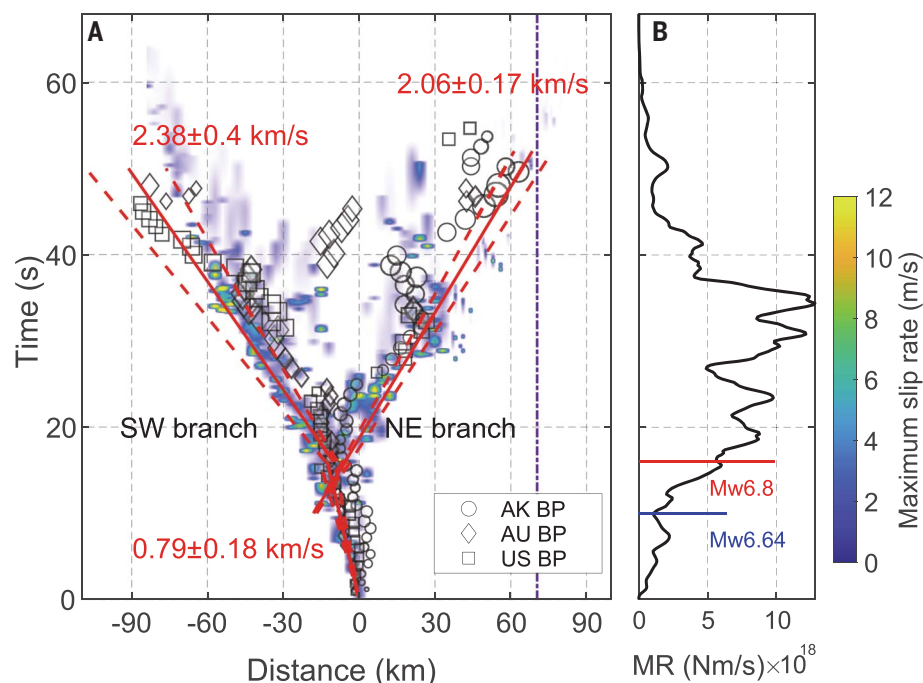 A
B
60
40
20
0
Time (s)
2.06±0.17 km/s
2.38±0.4 km/s
SW branch
NE branch
0.79±0.18 km/s
AK BP
AU BP
US BP
-90
-60
-30
0
30
60
90
Distance (km)
Mw6.8
Mw6.64
0
5
10
MR (Nm/s)×10^18
12
10
8
6
4
2
0
Maximum slip rate (m/s)